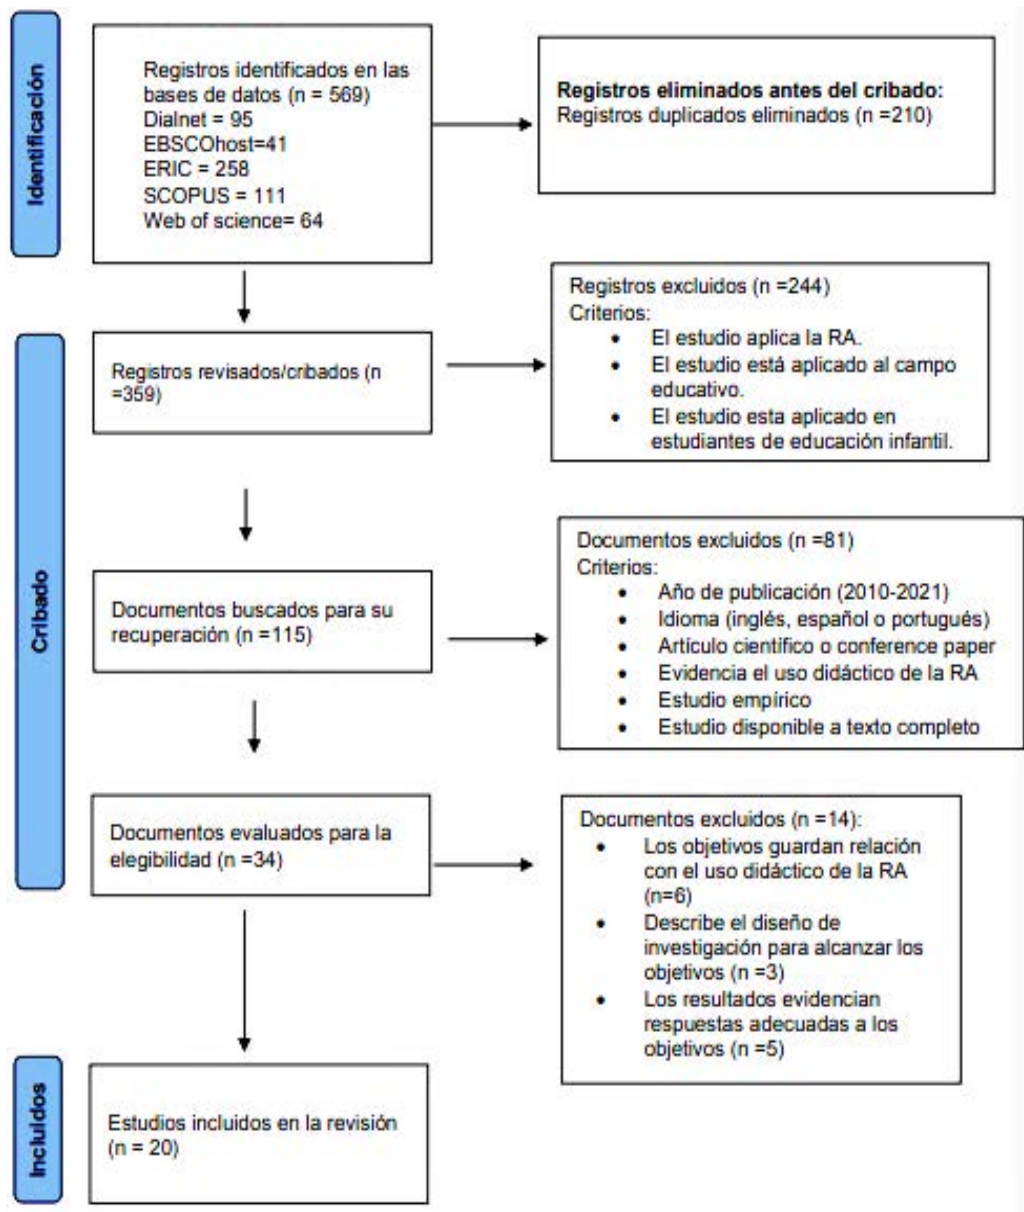 Identificación
Registros identificados en las
bases de datos (n = 569)
Dialnet = 95
EBSCOhost=41
ERIC = 258
SCOPUS = 111
Web of science= 64
Registros eliminados antes del cribado:
Registros duplicados eliminados (n =210)
Cribado
Registros revisados/cribados (n
=359)
Registros excluidos (n =244)
Criterios:
• El estudio aplica la RA.
• El estudio está aplicado al campo
educativo.
• El estudio esta aplicado en
estudiantes de educación infantil.
Documentos buscados para su
recuperación (n =115)
Documentos excluidos (n =81)
Criterios:
• Año de publicación (2010-2021)
• Idioma (inglés, español o portugués)
• Artículo científico o conference paper
• Evidencia el uso didáctico de la RA
• Estudio empírico
• Estudio disponible a texto completo
Documentos evaluados para la
elegibilidad (n =34)
Documentos excluidos (n =14):
• Los objetivos guardan relación
con el uso didáctico de la RA
(n=6)
• Describe el diseño de
investigación para alcanzar los
objetivos (n =3)
• Los resultados evidencian
respuestas adecuadas a los
objetivos (n =5)
Incluidos
Estudios incluidos en la revisión
(n = 20)